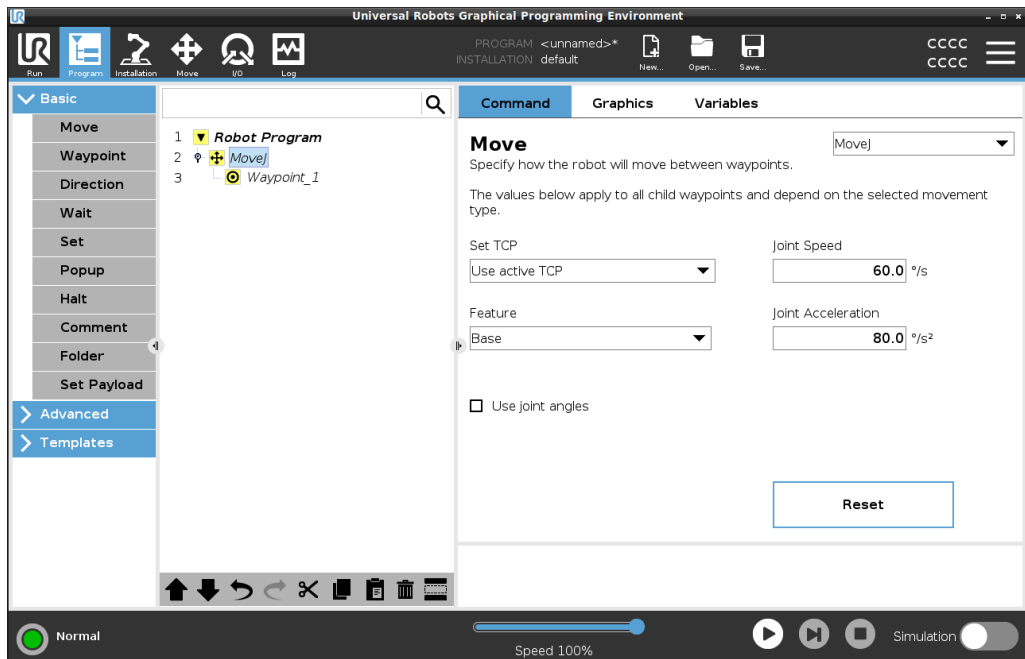 Universal Robots Graphical Programming Environment
UR
Run
Program
Installation
Move
I/O
Log
PROGRAM <unnamed>*
INSTALLATION default
New...
Open...
Save...
CCCC
CCCC
Basic
Move
Waypoint
Direction
Wait
Set
Popup
Halt
Comment
Folder
Set Payload
Advanced
Templates
1 Robot Program
2 MoveJ
3 Waypoint_1
Command Graphics Variables
Move
MoveJ
Specify how the robot will move between waypoints.
The values below apply to all child waypoints and depend on the selected movement
type.
Set TCP
Use active TCP
Joint Speed
60.0 °/s
Feature
Base
Joint Acceleration
80.0 °/s²
Use joint angles
Reset
Normal
Speed 100%
Simulation